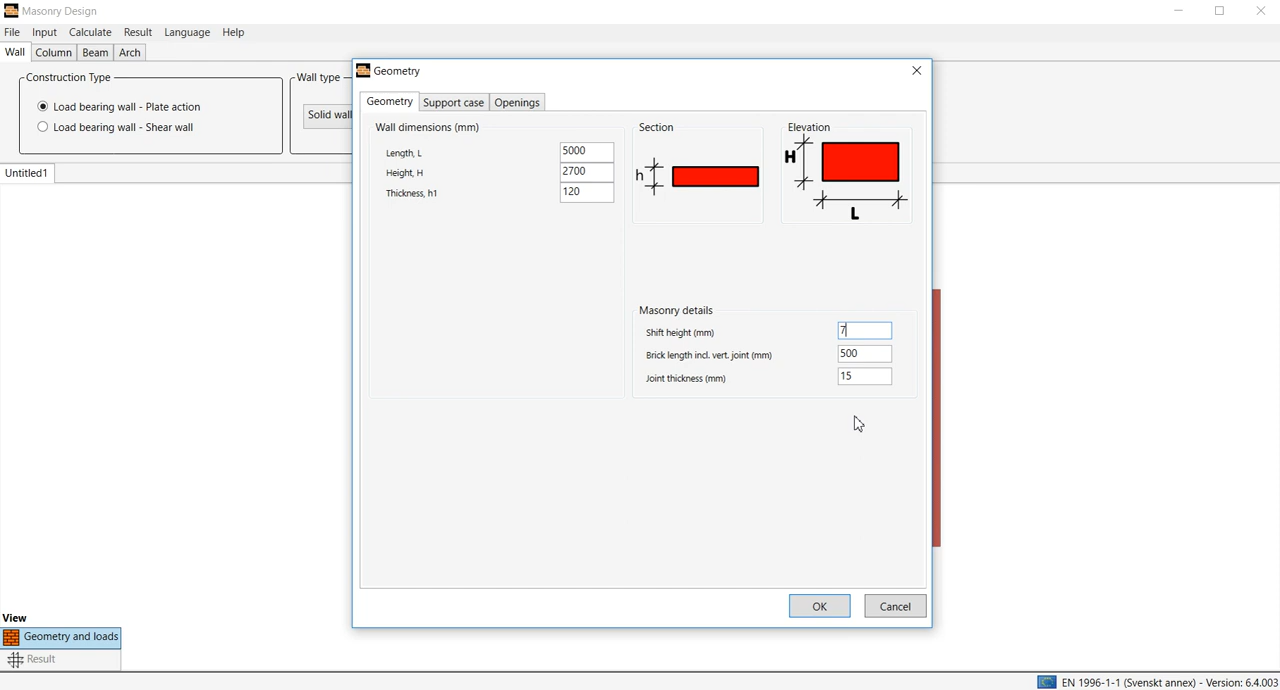 Masonry Design
File Input Calculate Result Language Help
Wall Column Beam Arch
Construction Type
Load bearing wall - Plate action
Load bearing wall - Shear wall
Wall type
Solid wall
Untitled1
Geometry
Geometry Support case Openings
Wall dimensions (mm)
Length, L 5000
Height, H 2700
Thickness, h1 120
Section
h
Elevation
H
L
Masonry details
Shift height (mm) 7
Brick length incl. vert. joint (mm) 500
Joint thickness (mm) 15
OK Cancel
View
Geometry and loads
Result
EN 1996-1-1 (Svenskt annex) - Version: 6.4.003